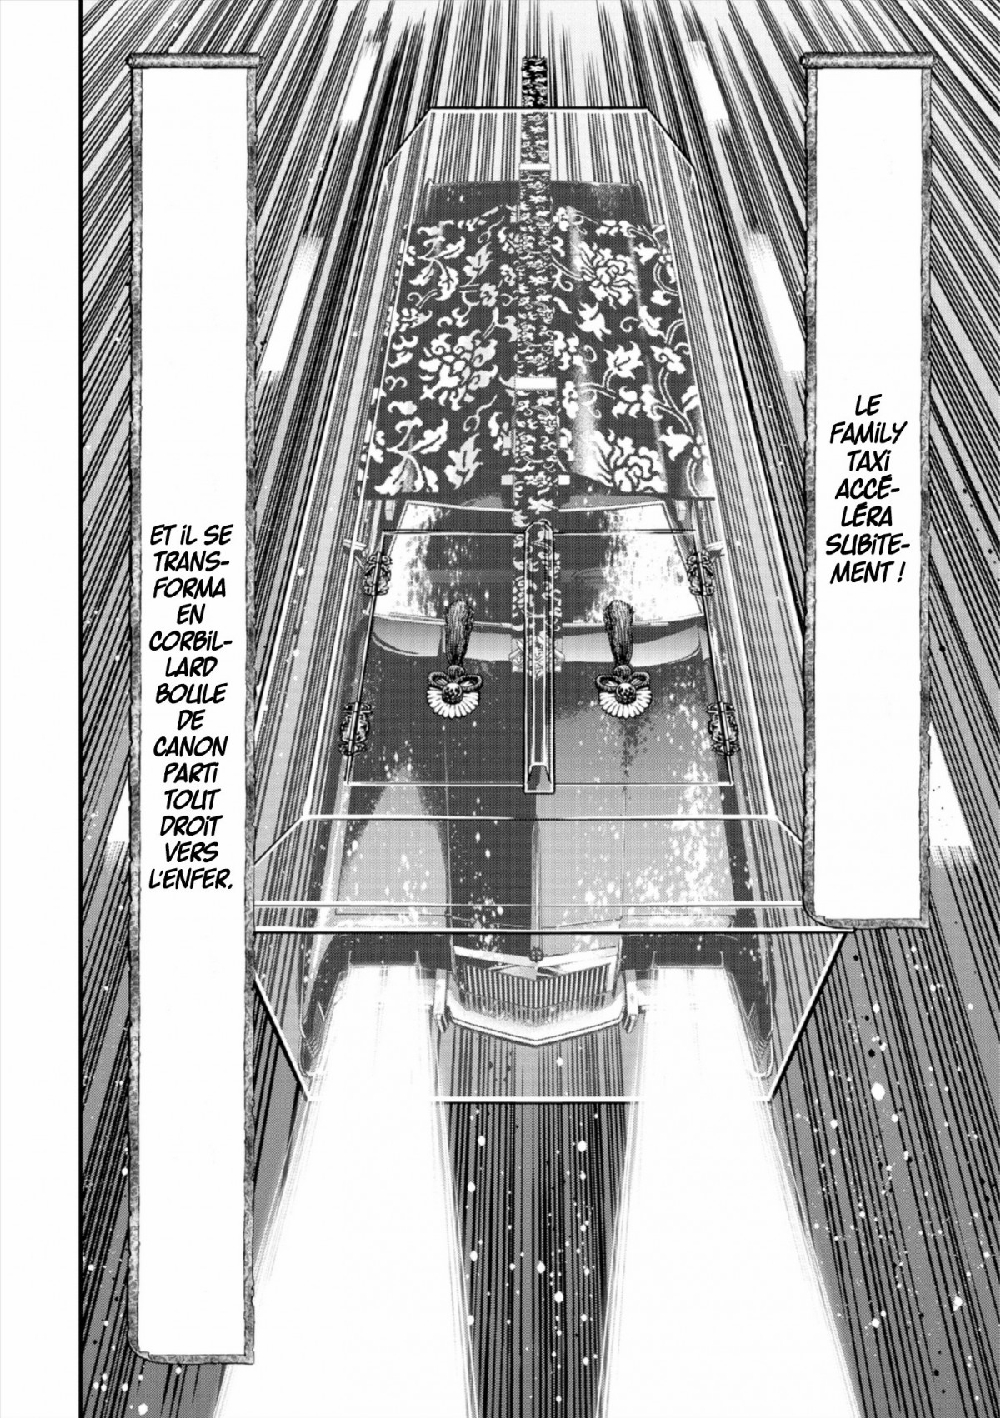 LE
FAMILY
TAXI
ACCÉ-
LÉRA
SUBITE-
MENT !
ET IL SE
TRANS-
FORMA
EN
CORBIL-
LARD
BOULE
DE
CANON
PARTI
TOUT
DROIT
VERS
L'ENFER.